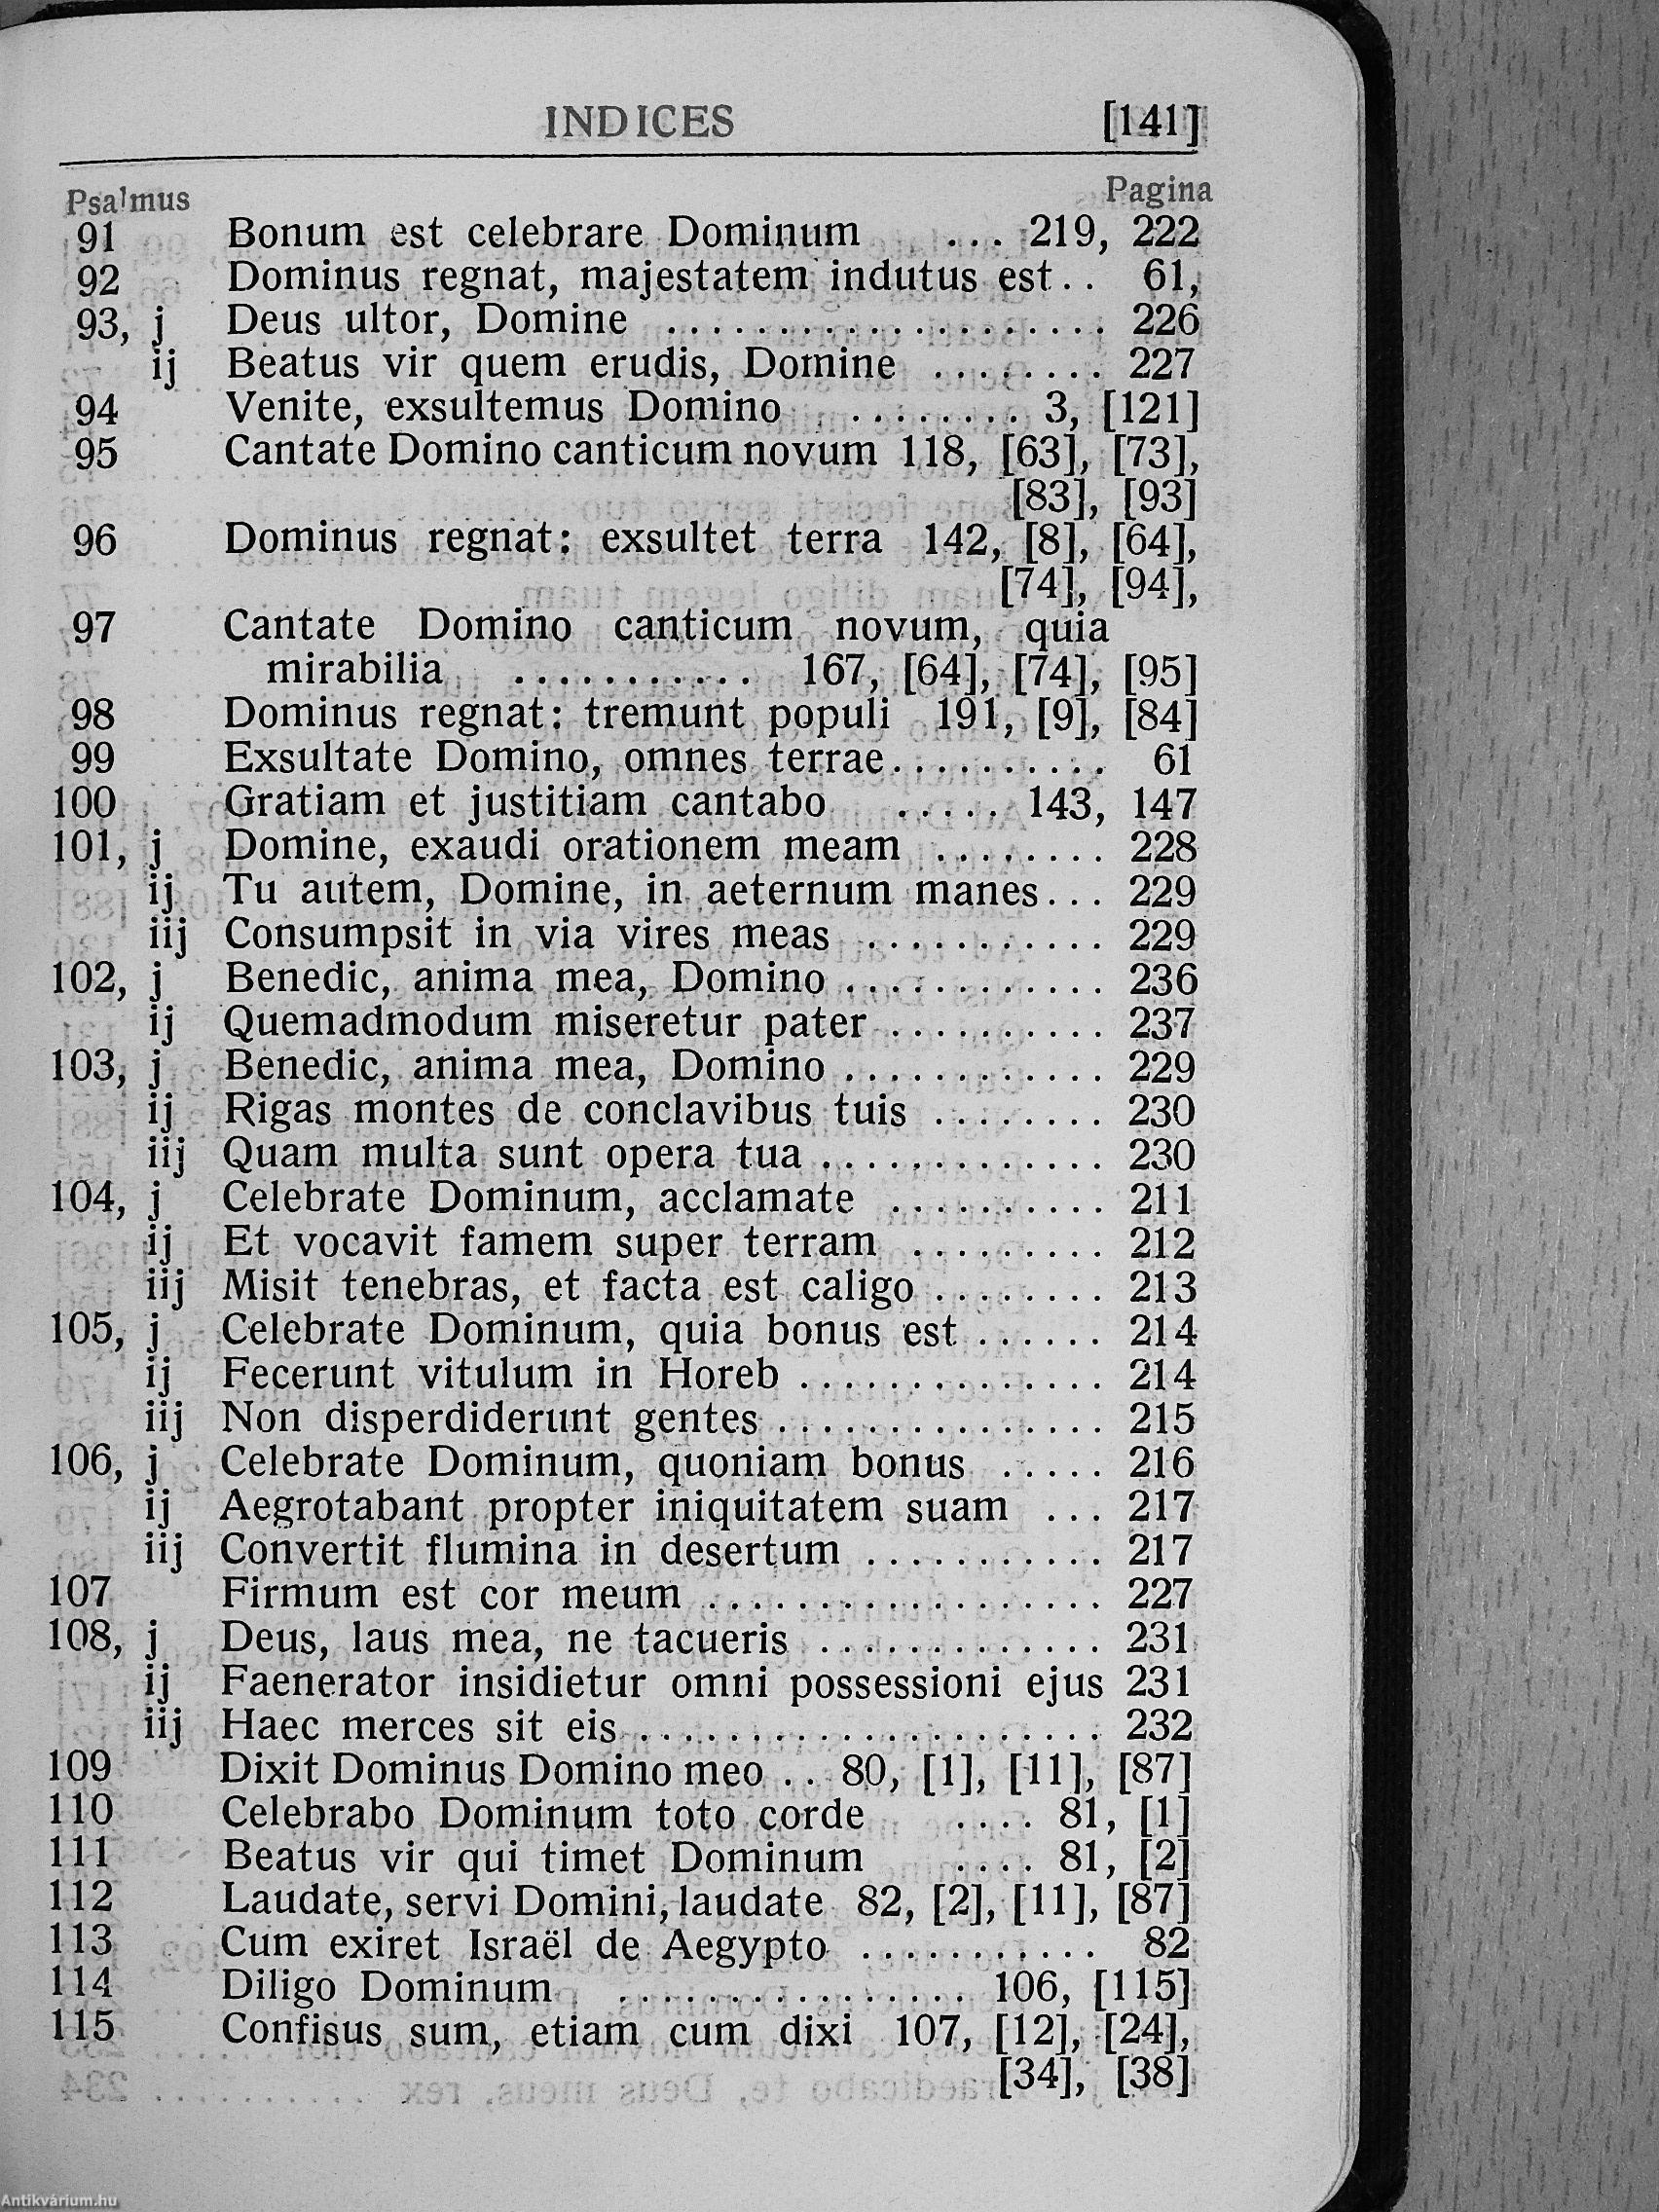 INDICES [141]
Psalmus Pagina
91 Bonum est celebrare Dominum ... 219, 222
92 Dominus regnat, majestatem indutus est.. 61,
93, j Deus ultor, Domine ................... 226
ij Beatus vir quem erudis, Domine ........ 227
94 Venite, exsultemus Domino ......... 3, [121]
95 Cantate Domino canticum novum 118, [63], [73],
[83], [93]
96 Dominus regnat: exsultet terra 142, [8], [64],
[74], [94],
97 Cantate Domino canticum novum, quia
mirabilia ........... 167, [64], [74], [95]
98 Dominus regnat: tremunt populi 191, [9], [84]
99 Exsultate Domino, omnes terrae.......... 61
100 Gratiam et justitiam cantabo ..... 143, 147
101, j Domine, exaudi orationem meam ........ 228
ij Tu autem, Domine, in aeternum manes... 229
iij Consumpsit in via vires meas ........... 229
102, j Benedic, anima mea, Domino ............ 236
ij Quemadmodum miseretur pater .......... 237
103, j Benedic, anima mea, Domino ............ 229
ij Rigas montes de conclavibus tuis ........ 230
iij Quam multa sunt opera tua ............. 230
104, j Celebrate Dominum, acclamate .......... 211
ij Et vocavit famem super terram ......... 212
iij Misit tenebras, et facta est caligo ........ 213
105, j Celebrate Dominum, quia bonus est ...... 214
ij Fecerunt vitulum in Horeb .............. 214
iij Non disperdiderunt gentes ............... 215
106, j Celebrate Dominum, quoniam bonus ..... 216
ij Aegrotabant propter iniquitatem suam ... 217
iij Convertit flumina in desertum ........... 217
107 Firmum est cor meum .................. 227
108, j Deus, laus mea, ne tacueris ............. 231
ij Faenerator insidietur omni possessioni ejus 231
iij Haec merces sit eis ..................... 232
109 Dixit Dominus Domino meo .. 80, [1], [11], [87]
110 Celebrabo Dominum toto corde .... 81, [1]
111 Beatus vir qui timet Dominum .... 81, [2]
112 Laudate, servi Domini, laudate 82, [2], [11], [87]
113 Cum exiret Israël de Aegypto ........... 82
114 Diligo Dominum ................ 106, [115]
115 Confisus sum, etiam cum dixi 107, [12], [24],
[34], [38]
Antikvárium.hu